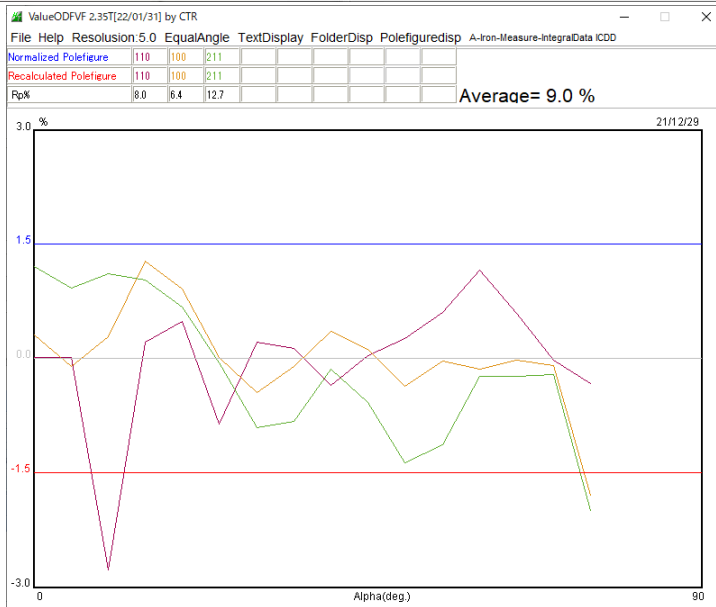 ValueODFVF 2.35T[22/01/31] by CTR
File Help Resolusion:5.0 EqualAngle TextDisplay FolderDisp Polefiguredisp A-Iron-Measure-IntegralData ICDD
Normalized Polefigure 110 100 211
Recalculated Polefigure 110 100 211
Rp% 8.0 6.4 12.7 Average= 9.0 %
3.0 % 21/12/29
1.5
0.0
-1.5
-3.0
0 Alpha(deg.) 90